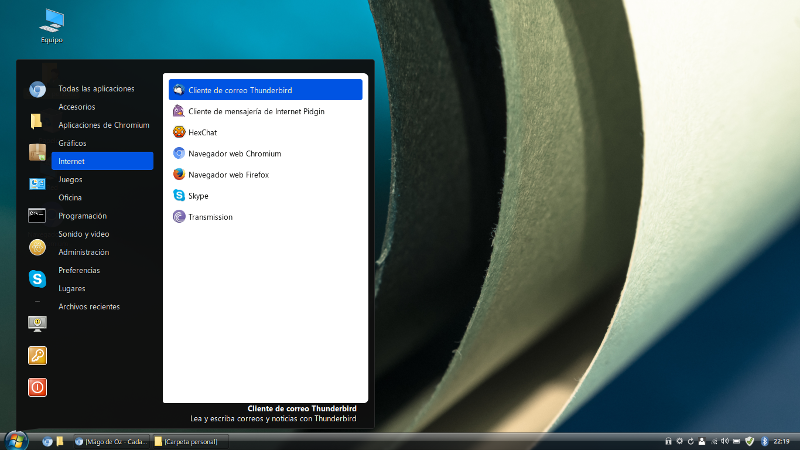 Equipo
Todas las aplicaciones
Accesorios
Aplicaciones de Chromium
Gráficos
Internet
Juegos
Oficina
Programación
Sonido y vídeo
Administración
Preferencias
Lugares
Archivos recientes
Cliente de correo Thunderbird
Cliente de mensajería de Internet Pidgin
HexChat
Navegador web Chromium
Navegador web Firefox
Skype
Transmission
Cliente de correo Thunderbird
Lea y escriba correos y noticias con Thunderbird
[Mägo de Oz - Cada...
[Carpeta personal]
22:19